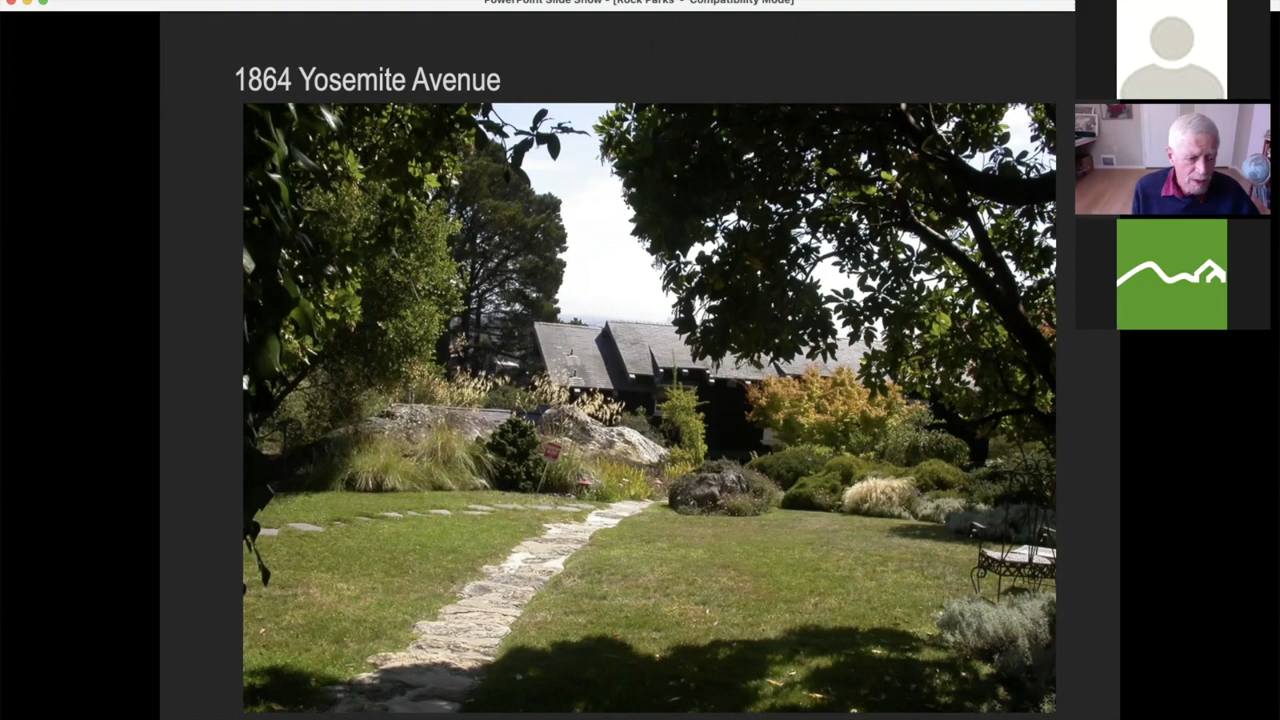 PowerPoint Slide Show - [Rock Parks - Compatibility Mode]
1864 Yosemite Avenue